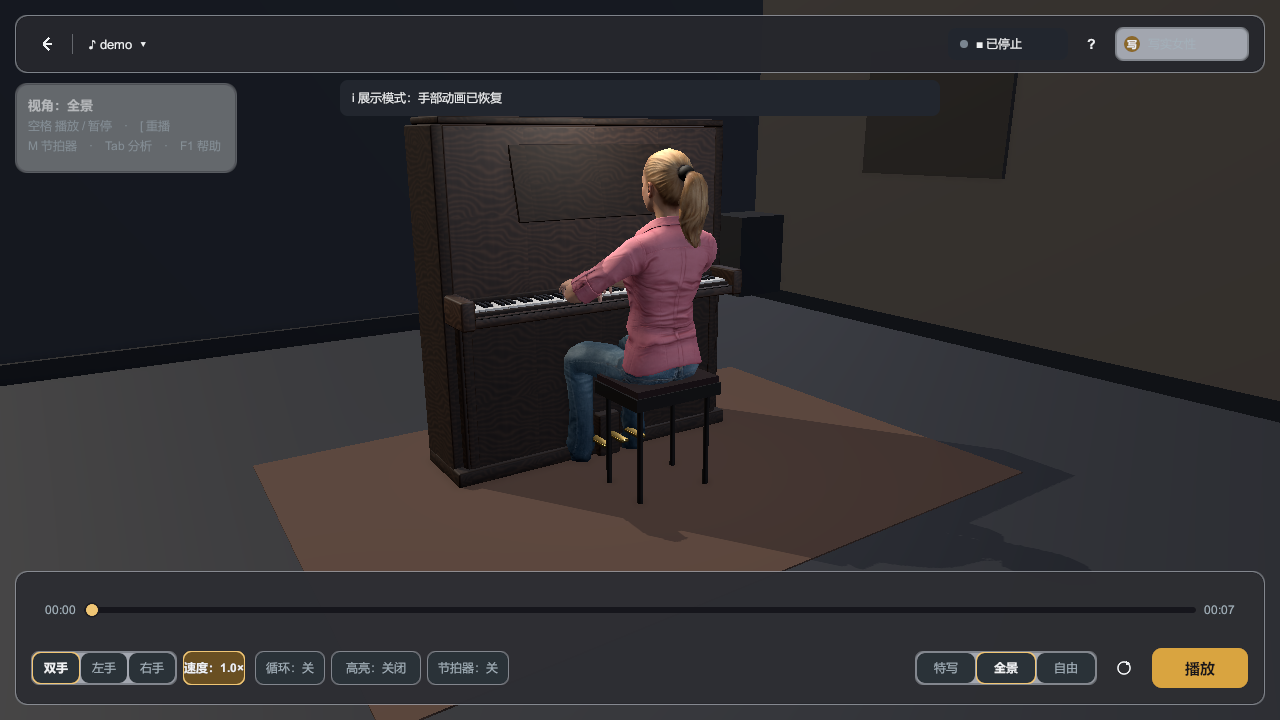 ♪ demo ▼
■ 已停止
?
写
视角：全景
空格 播放 / 暂停 · [ 重播
M 节拍器 · Tab 分析 · F1 帮助
i 展示模式：手部动画已恢复
00:00
00:07
双手 左手 右手 速度：1.0× 循环：关 高亮：关闭 节拍器：关
特写 全景 自由 播放